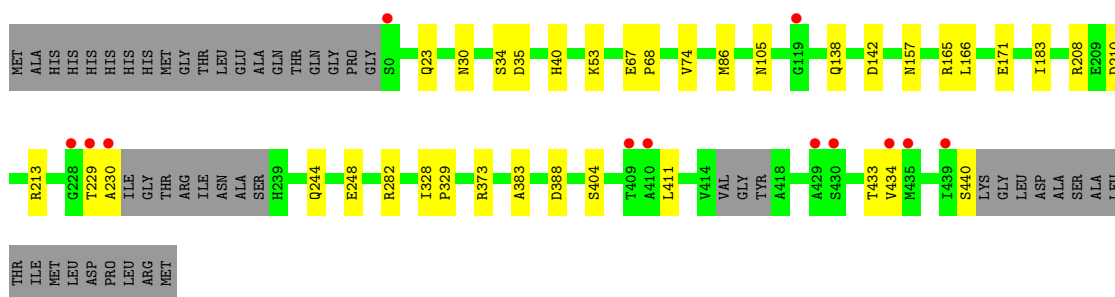 MET ALA HIS HIS HIS HIS HIS HIS MET GLY THR LEU GLU ALA GLN THR GLN GLY PRO GLY S0 Q23 N30 S34 D35 H40 K53 E67 P68 V74 M86 N105 G119 Q138 D142 N157 R165 L166 E171 I183 R208 E209
R213 G228 T229 A230 ILE GLY THR ARG ILE ASN ALA SER H239 Q244 E248 R282 I328 P329 R373 A383 D388 S404 T409 A410 L411 V414 VAL GLY TYR A418 A429 S430 T433 V434 M435 I439 S440 LYS GLY LEU ASP ALA SER ALA LEU
THR ILE MET LEU ASP PRO LEU ARG MET